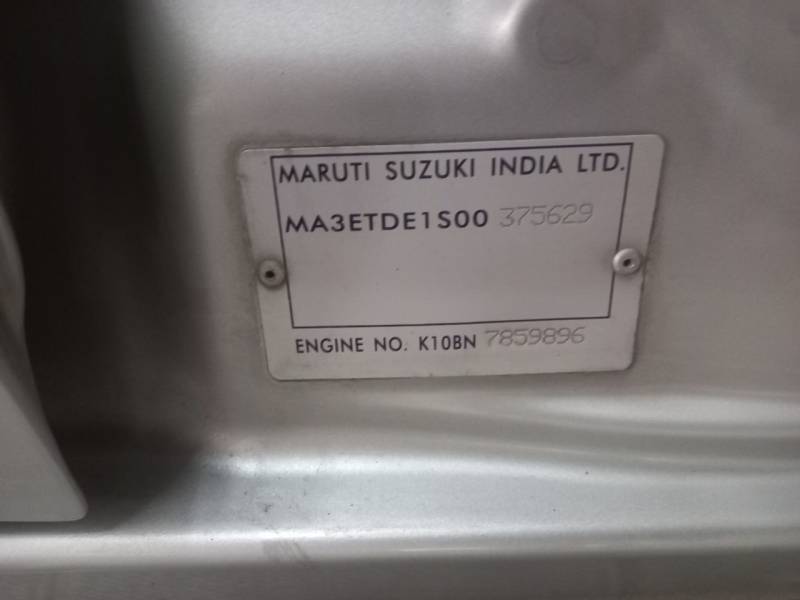 MARUTI SUZUKI INDIA LTD.
MA3ETDE1S00 375629
ENGINE NO. K10BN 7859896